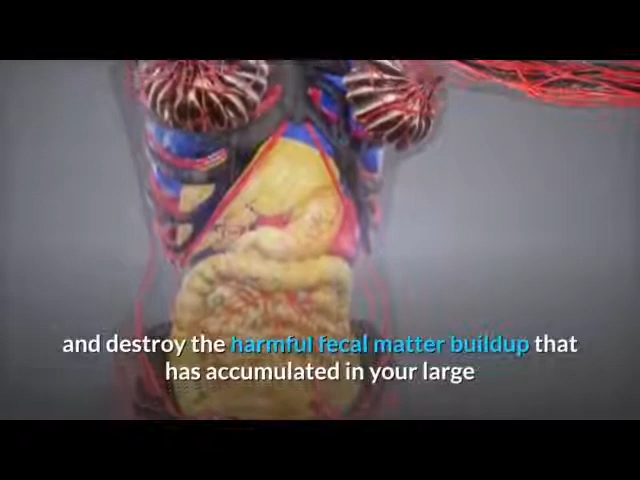 and destroy the harmful fecal matter buildup that
has accumulated in your large